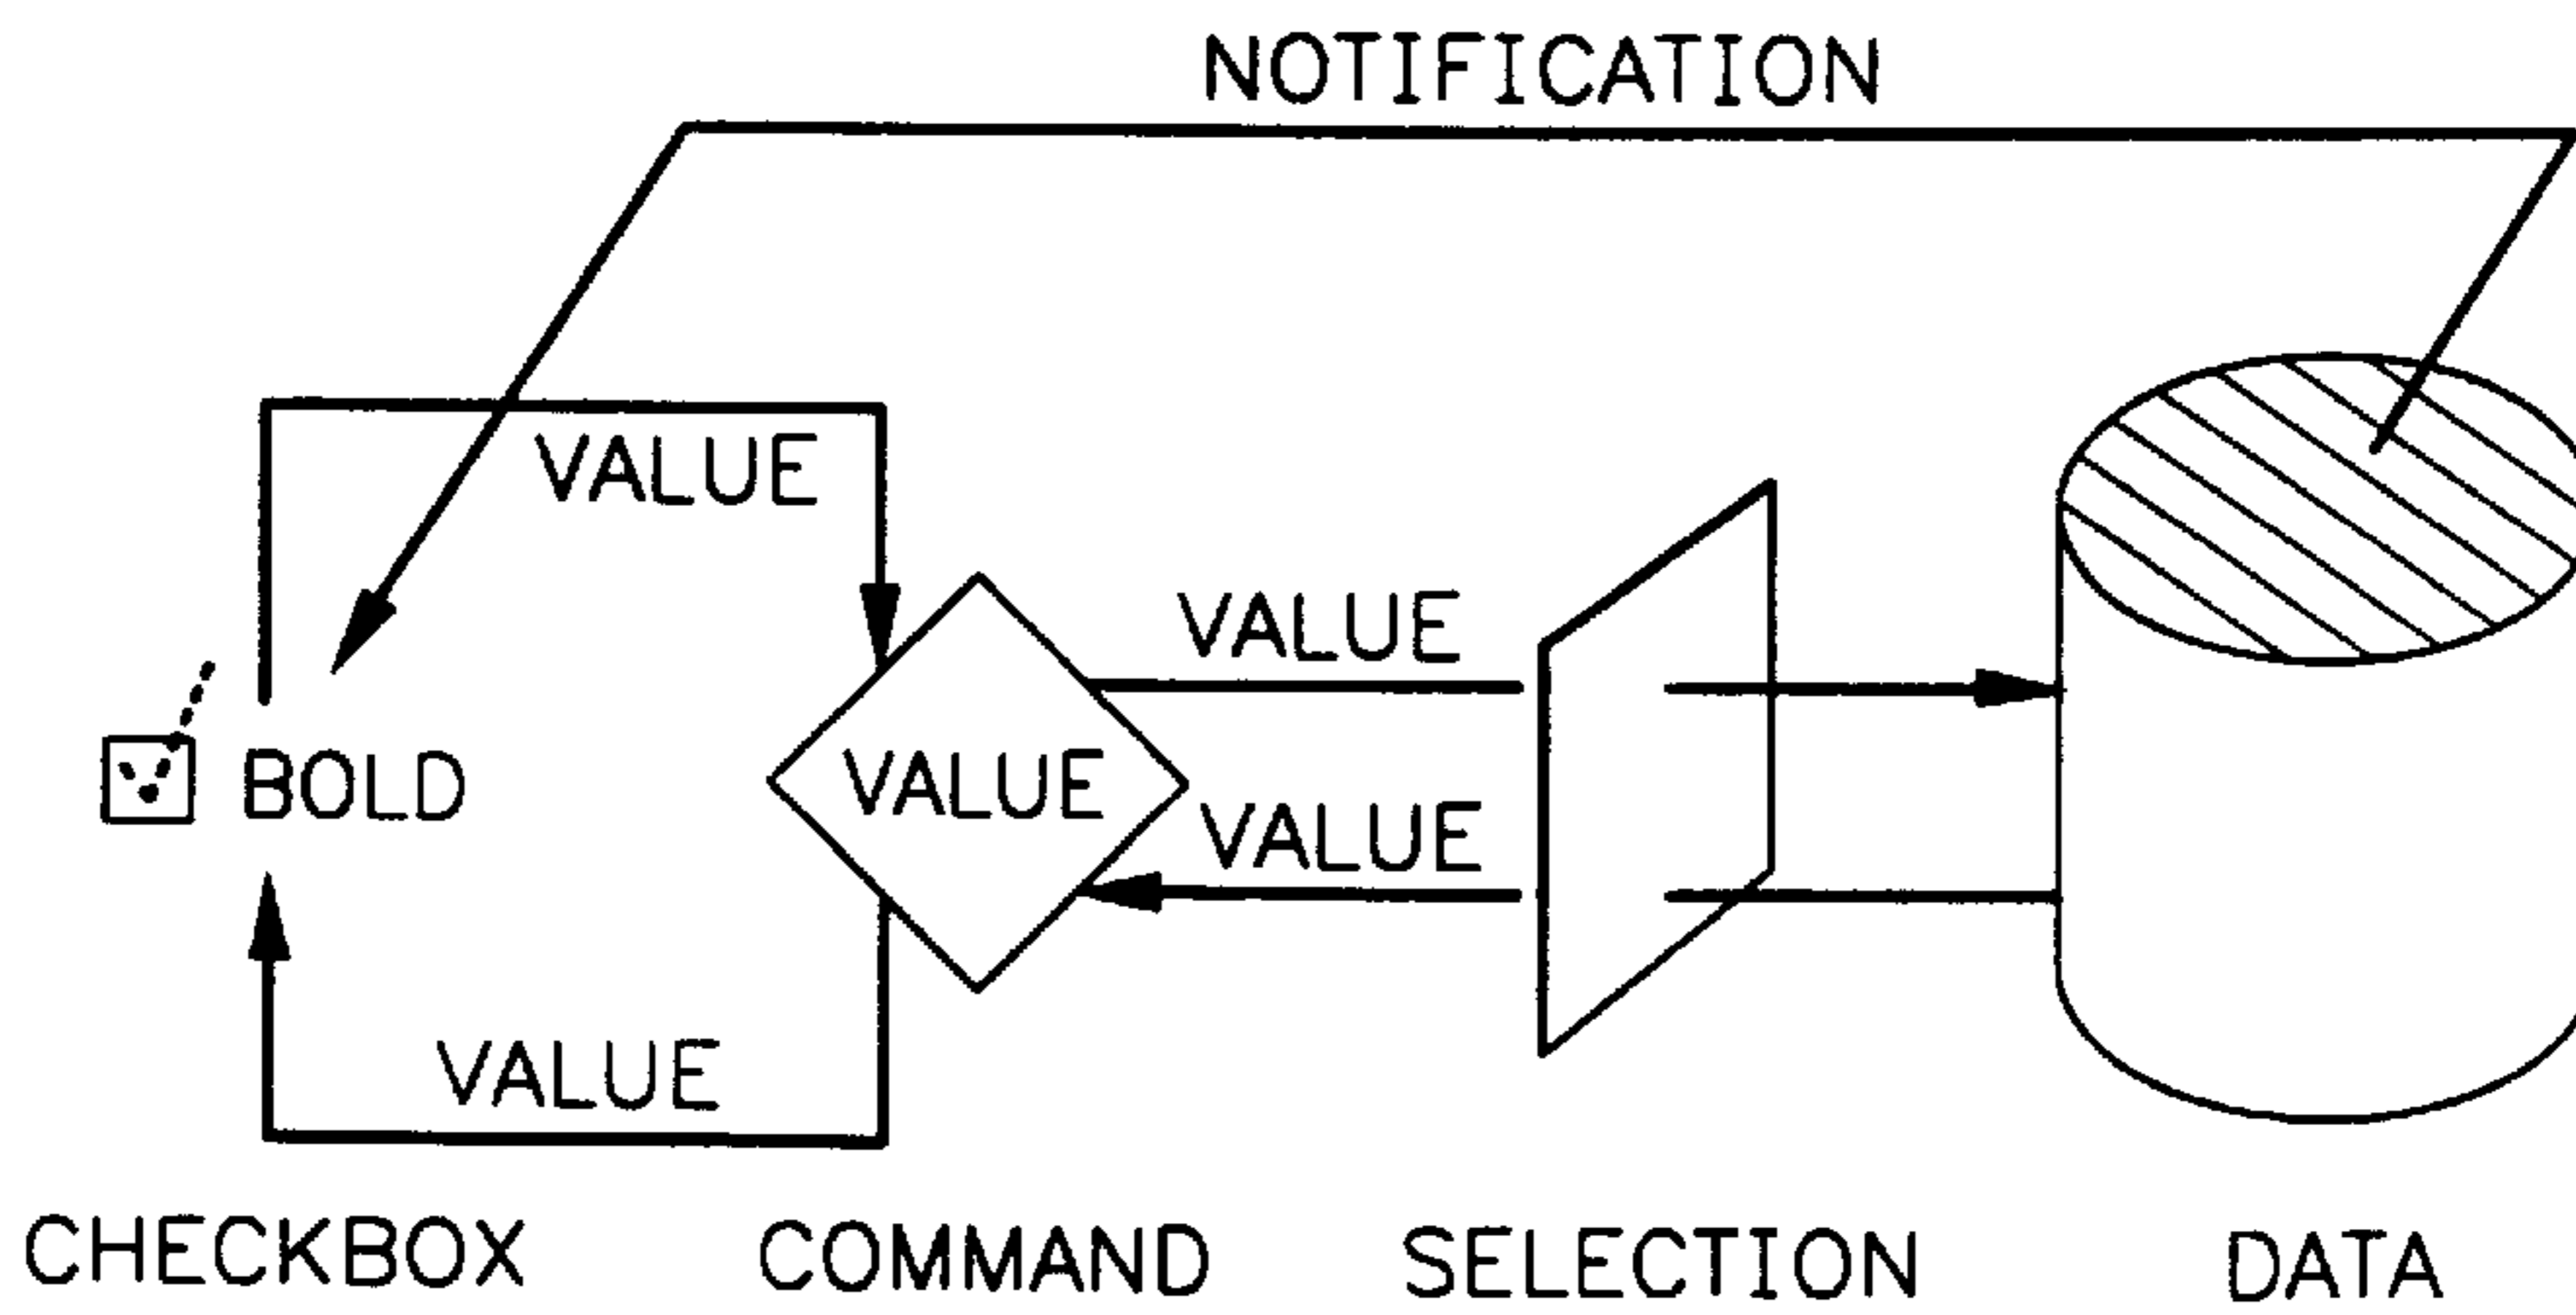 NOTIFICATION
VALUE
VALUE
BOLD
VALUE
VALUE
VALUE
CHECKBOX COMMAND SELECTION DATA